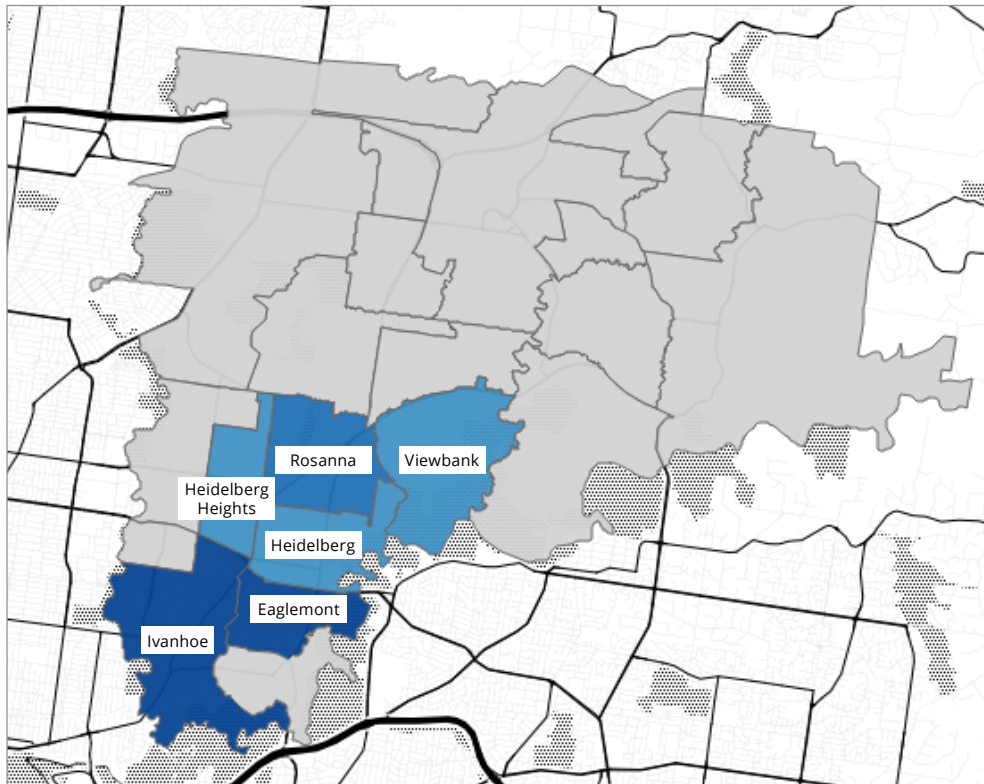 Rosanna
Viewbank
Heidelberg
Heights
Heidelberg
Eaglemont
Ivanhoe